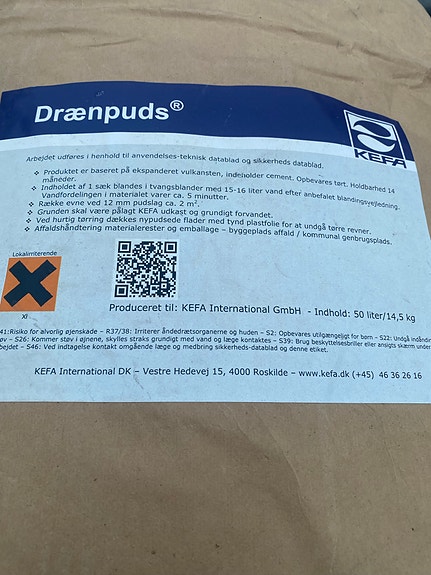 Drænpuds®
KEFA
Arbejdet udføres i henhold til anvendelses-teknisk datablad og sikkerheds datablad.
❖ Produktet er baseret på ekspanderet vulkansten, indeholder cement. Opbevares tørt. Holdbarhed 14
måneder.
❖ Indholdet af 1 sæk blandes i tvangsblander med 15-16 liter vand efter anbefalet blandingsvejledning.
Vandfordelingen i materialet varer ca. 5 minutter.
❖ Række evne ved 12 mm pudslag ca. 2 m².
❖ Grunden skal være pålagt KEFA udkast og grundigt forvandet.
❖ Ved hurtig tørring dækkes nypudsede flader med tynd plastfolie for at undgå tørre revner.
❖ Affaldshåndtering materialerester og emballage – byggeplads affald / kommunal genbrugsplads.
Lokalirriterende
Xi
Produceret til: KEFA International GmbH - Indhold: 50 liter/14,5 kg
41:Risiko for alvorlig øjenskade – R37/38: Irriterer åndedrætsorganerne og huden – S2: Opbevares utilgængeligt for børn – S22: Undgå indånding
øv – S26: Kommer støv i øjnene, skylles straks grundigt med vand og læge kontaktes – S39: Brug beskyttelsesbriller eller ansigts skærm under
bejdet – S46: Ved indtagelse kontakt omgående læge og medbring sikkerheds-datablad og denne etiket.
KEFA International DK – Vestre Hedevej 15, 4000 Roskilde – www.kefa.dk (+45) 46 36 26 16